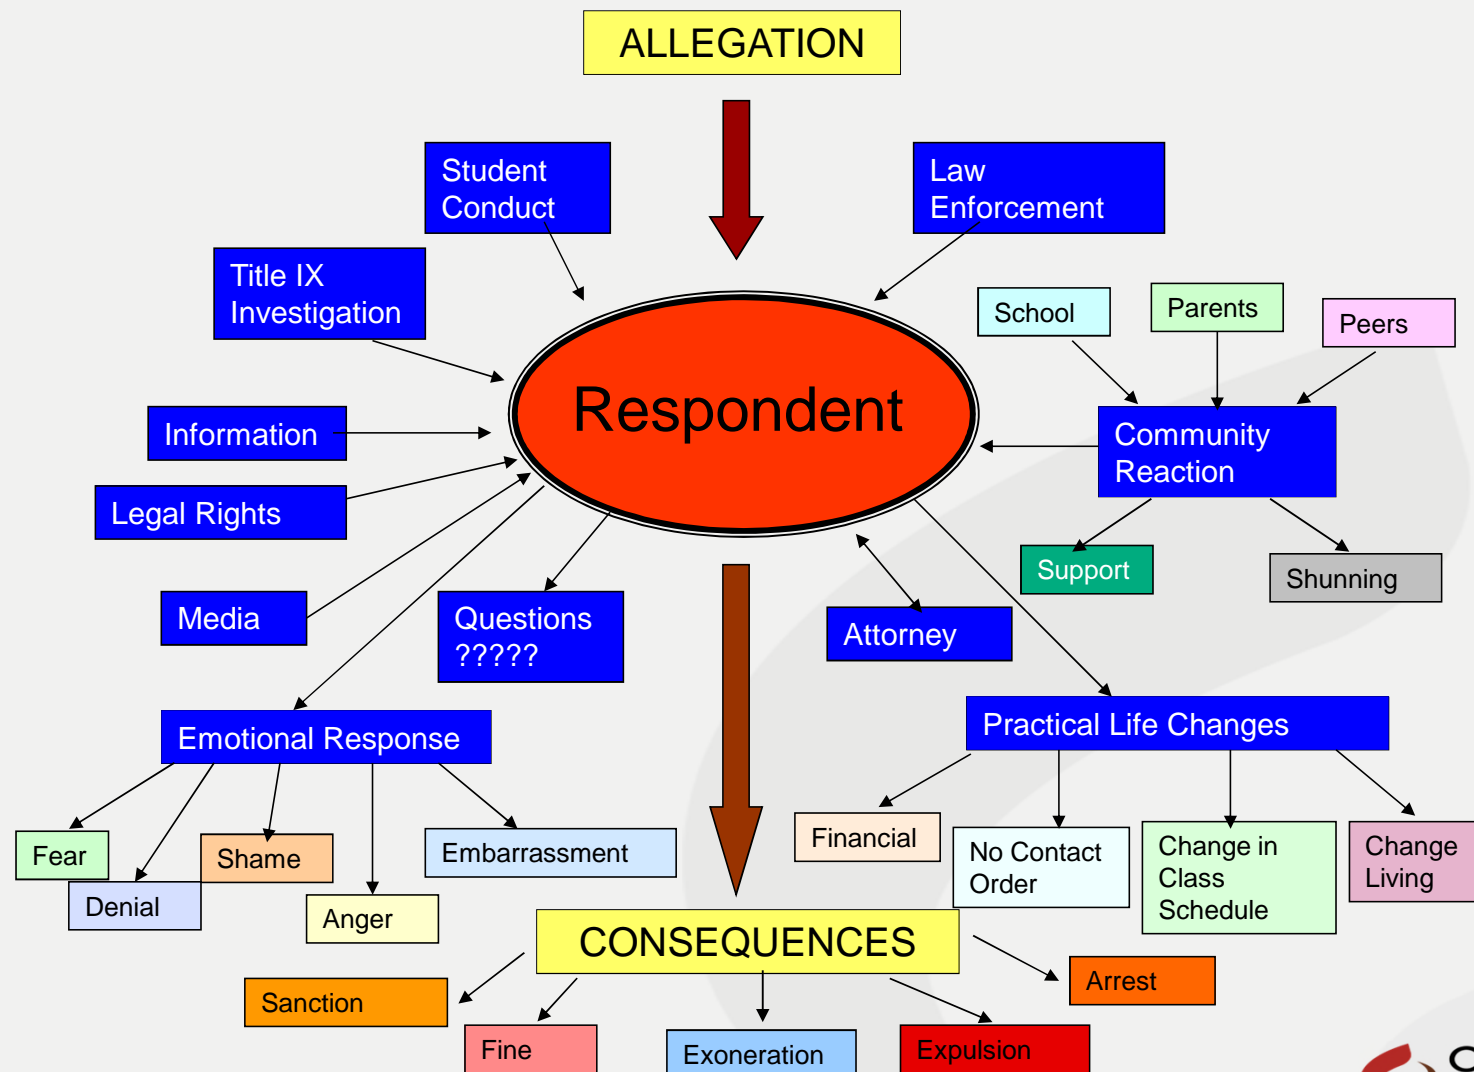 ALLEGATION
Student
Conduct
Law
Enforcement
Title IX
Investigation
School
Parents
Peers
Respondent
Information
Community
Reaction
Legal Rights
Support
Shunning
Media
Questions
?????
Attorney
Emotional Response
Practical Life Changes
Fear
Shame
Embarrassment
Denial
Anger
Financial
No Contact
Order
Change in
Class
Schedule
Change
Living
CONSEQUENCES
Sanction
Arrest
Fine
Exoneration
Expulsion